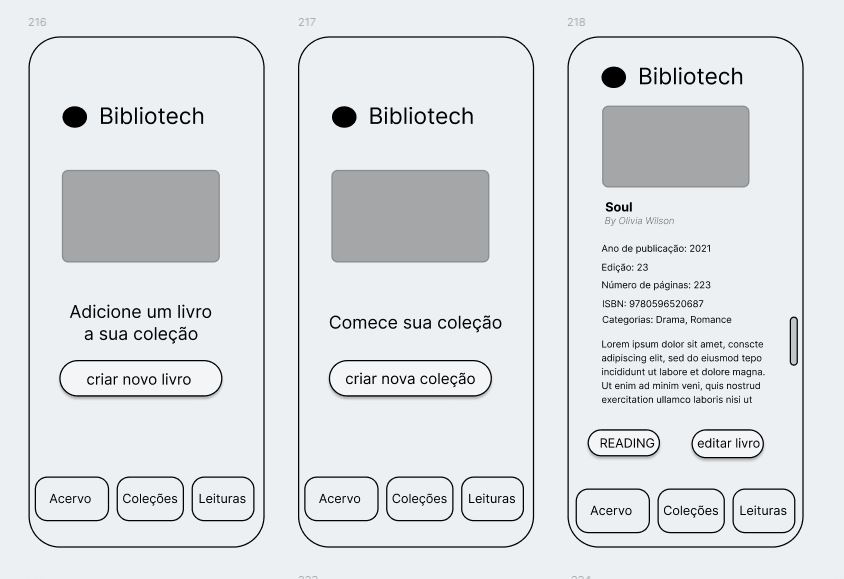 216
Bibliotech
Adicione um livro
a sua coleção
criar novo livro
Acervo
Coleções
Leituras
217
Bibliotech
Comece sua coleção
criar nova coleção
Acervo
Coleções
Leituras
218
Bibliotech
Soul
By Olivia Wilson
Ano de publicação: 2021
Edição: 23
Número de páginas: 223
ISBN: 9780596520687
Categorias: Drama, Romance
Lorem ipsum dolor sit amet, conscte
adipiscing elit, sed do eiusmod tepo
incididunt ut labore et dolore magna.
Ut enim ad minim veni, quis nostrud
exercitation ullamco laboris nisi ut
READING
editar livro
Acervo
Coleções
Leituras